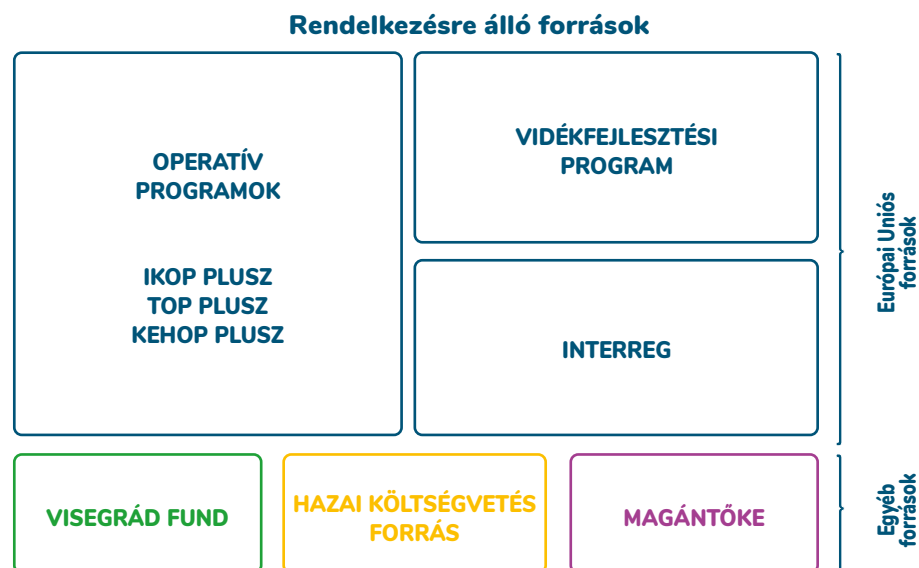 Rendelkezésre álló források
OPERATÍV
PROGRAMOK
IKOP PLUSZ
TOP PLUSZ
KEHOP PLUSZ
VIDÉKFEJLESZTÉSI
PROGRAM
INTERREG
Európai Uniós
források
VISEGRÁD FUND
HAZAI KÖLTSÉGVETÉS
FORRÁS
MAGÁNTŐKE
Egyéb
források